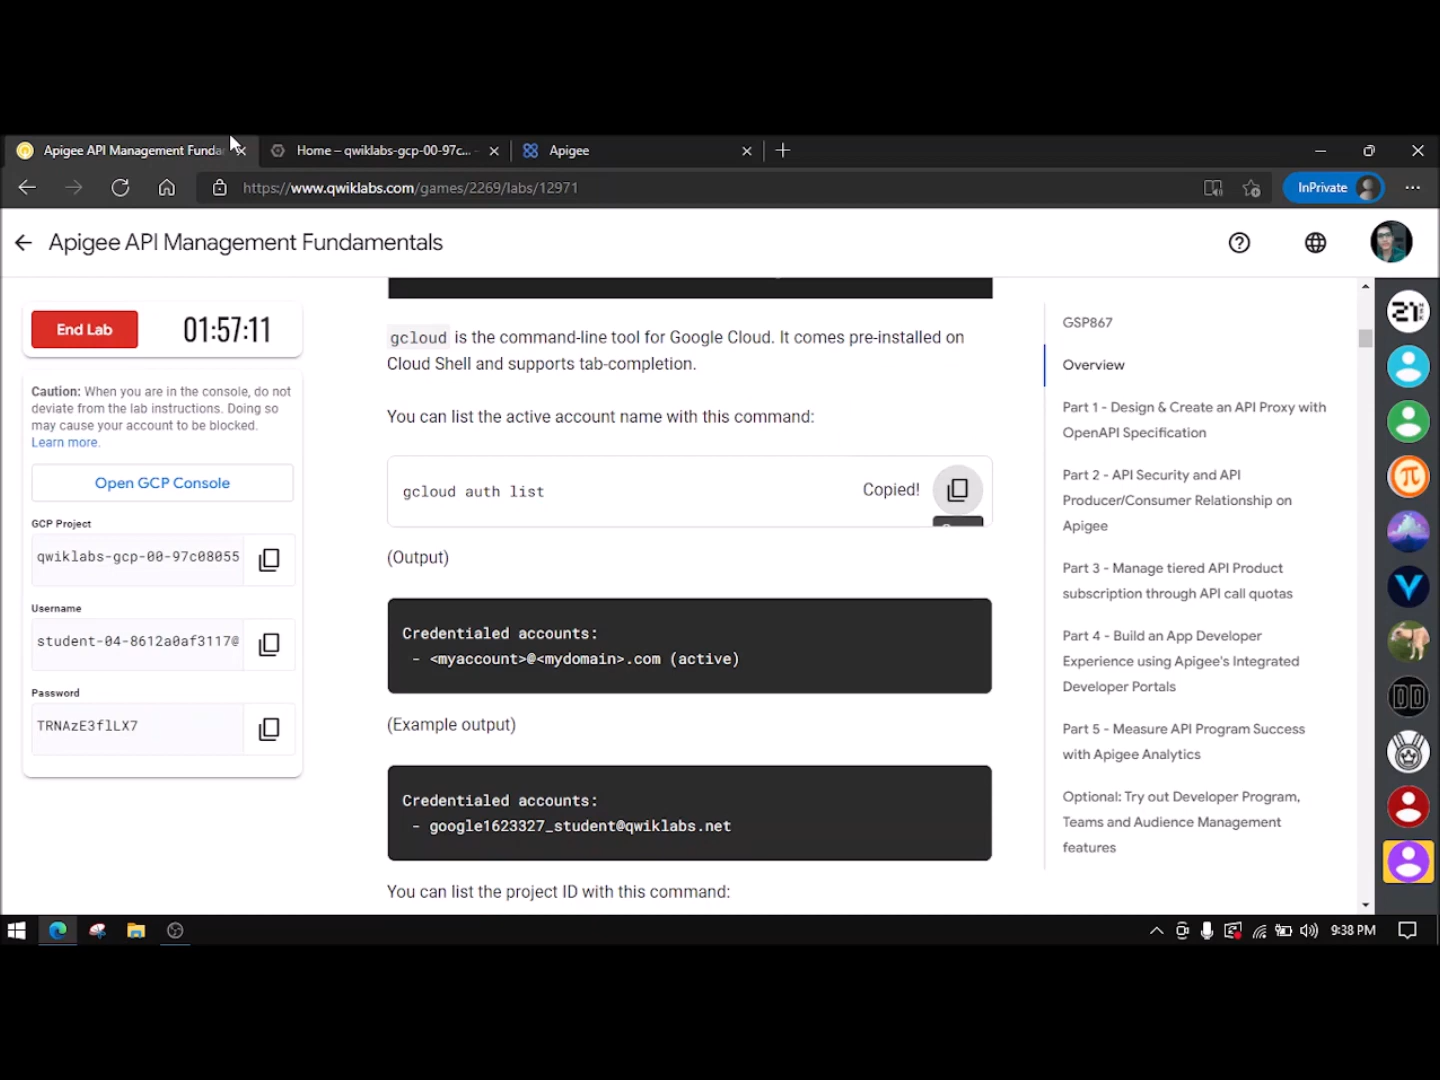 Apigee API Management Funda
Home – qwiklabs-gcp-00-97c...
Apigee
https://www.qwiklabs.com/games/2269/labs/12971
InPrivate
Apigee API Management Fundamentals
End Lab
01:57:11
Caution: When you are in the console, do not
deviate from the lab instructions. Doing so
may cause your account to be blocked.
Learn more.
Open GCP Console
GCP Project
qwiklabs-gcp-00-97c08055
Username
student-04-8612a0af3117@
Password
TRNAzE3flLX7
gcloud is the command-line tool for Google Cloud. It comes pre-installed on
Cloud Shell and supports tab-completion.
You can list the active account name with this command:
gcloud auth list
Copied!
(Output)
Credentialed accounts:
- <myaccount>@<mydomain>.com (active)
(Example output)
Credentialed accounts:
- google1623327_student@qwiklabs.net
You can list the project ID with this command:
GSP867
Overview
Part 1 - Design & Create an API Proxy with
OpenAPI Specification
Part 2 - API Security and API
Producer/Consumer Relationship on
Apigee
Part 3 - Manage tiered API Product
subscription through API call quotas
Part 4 - Build an App Developer
Experience using Apigee's Integrated
Developer Portals
Part 5 - Measure API Program Success
with Apigee Analytics
Optional: Try out Developer Program,
Teams and Audience Management
features
9:38 PM